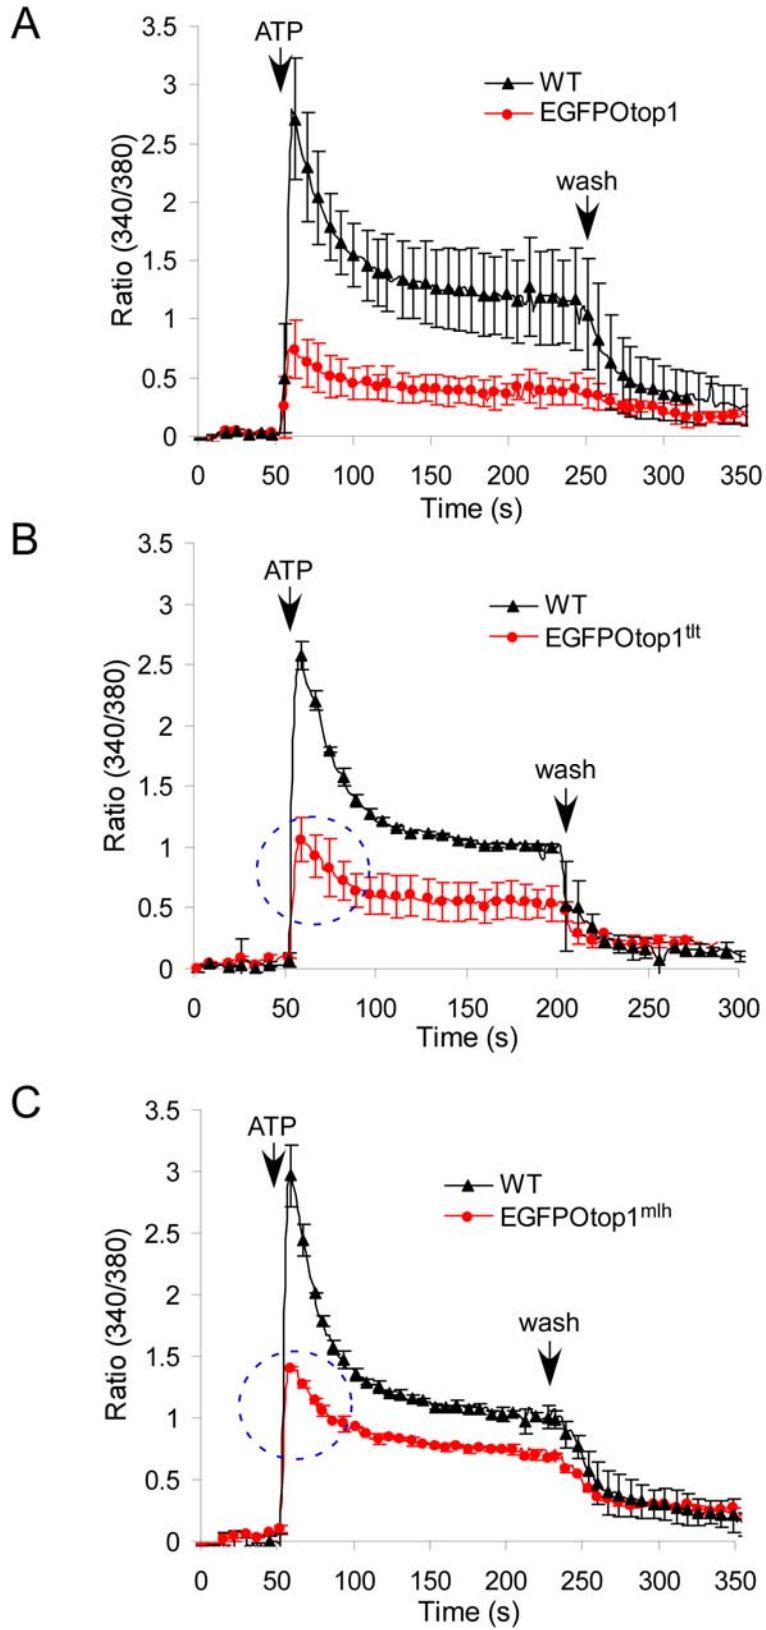 A
3.5
3
2.5
2
1.5
1
0.5
0
Ratio (340/380)
ATP
WT
EGFPOtop1
wash
0 50 100 150 200 250 300 350
Time (s)
B
3.5
3
2.5
2
1.5
1
0.5
0
Ratio (340/380)
ATP
WT
EGFPOtop1tlt
wash
0 50 100 150 200 250 300
Time (s)
C
3.5
3
2.5
2
1.5
1
0.5
0
Ratio (340/380)
ATP
WT
EGFPOtop1mlh
wash
0 50 100 150 200 250 300 350
Time (s)